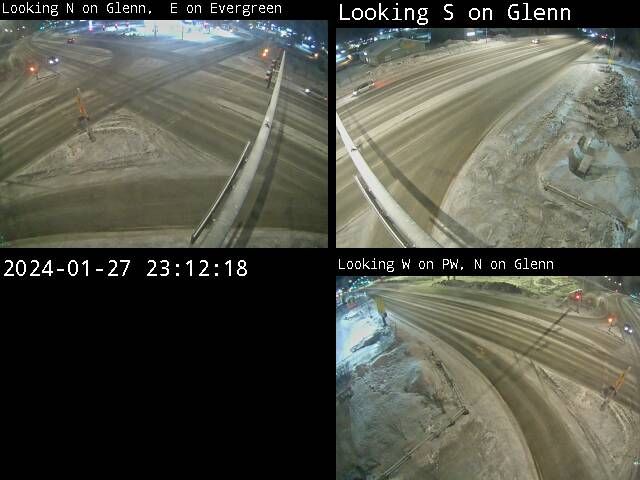 Looking N on Glenn,  E on Evergreen
Looking S on Glenn
2024-01-27 23:12:18
Looking W on PW, N on Glenn